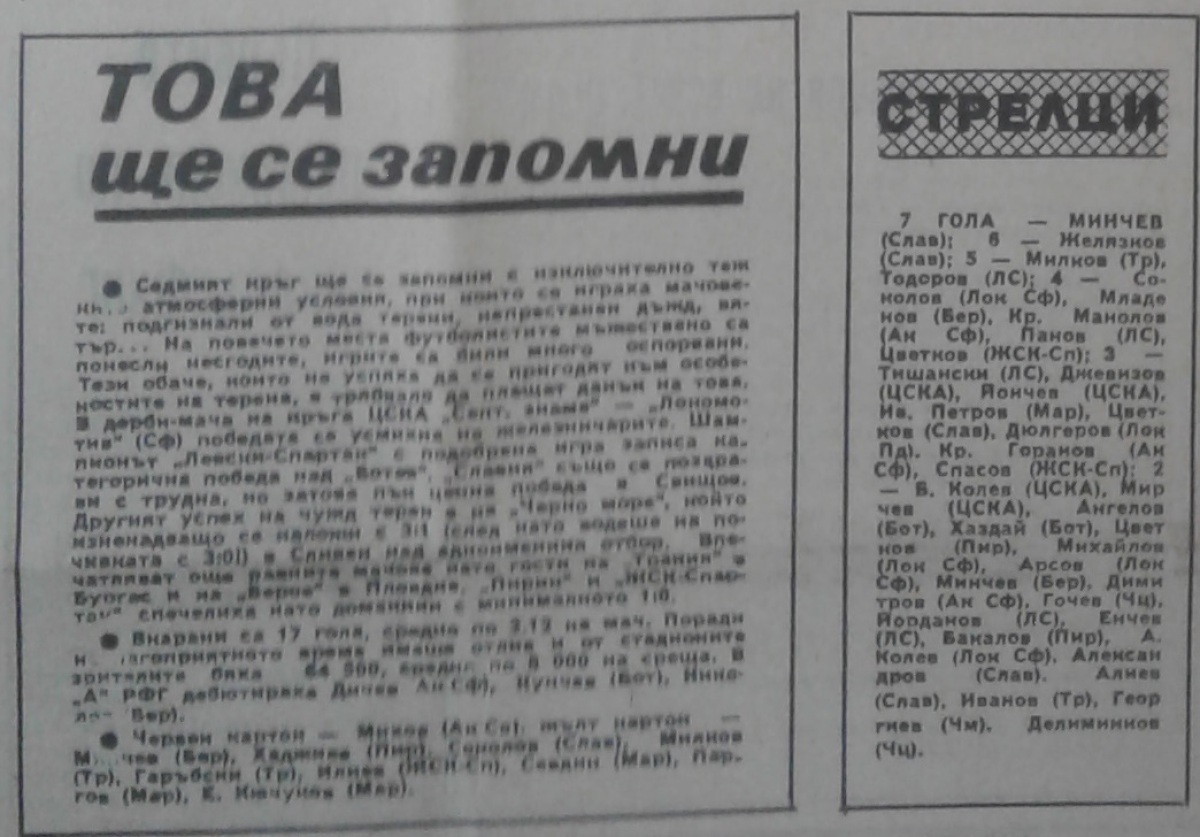 ТОВА
ще се запомни
● Седмият кръг ще се запомни с изключително теж
атмосферни условия, при които се играха мачове-
те: подгизнали от вода терени, непрестанен дъжд, вя-
тър... На повечето места футболистите мъжествено са
понесли несгодите, игрите са били много оспорвани.
Тези обаче, които не успяха да се пригодят към особе-
ностите на терена, е трябвало да плащат данък на това.
В дерби-мача на кръга ЦСКА „Септ. знаме" — „Локомо-
тив" (Сф) победата се усмихна на железничарите. Шам-
пионът „Левски-Спартак" с подобрена игра записа ка-
тегорична победа над „Ботев". „Славия" също се поздра-
ви с трудна, но затова пък ценна победа в Свищов.
Другият успех на чужд терен е на „Черно море", който
изненадващо се наложи с 3:1 (след като водеше на по-
чивката с 3:0!) в Сливен над едноименния отбор. Впе-
чатляват още равните мачове като гости на „Тракия" в
Бургас и на „Берое" в Пловдив. „Пирин" и „ЖСК-Спар-
так" спечелиха като домакини с минималното 1:0.
● Вкарани са 17 гола, средно по 2.12 на мач. Поради
времето имаше отлив и от стадионите
зрителите бяха 64 500, средно по 8 000 на среща. В
„А" РФГ дебютираха Дичев Ак Сф), Кунчев (Бот), Нико-
Бер).
● Червен картон — (Ак Сф), жълт картон —
(Бер), Хаджиев (Пир), Соколов (Слав), Милков
(Тр), Гаръбски (Тр), Илиев (ЖСК-Сп), Севдин (Мар), Пар-
гов (Мар), Е. Кючуков (Мар).
СТРЕЛЦИ
7 ГОЛА — МИНЧЕВ
(Слав); 6 — Желязков
(Слав); 5 — Милков (Тр),
Тодоров (ЛС); 4 — Со-
колов (Лок Сф), Младе
нов (Бер), Кр. Манолов
(Ак Сф), Панов (ЛС),
Цветков (ЖСК-Сп); 3 —
Тишански (ЛС), Джевизов
(ЦСКА), Йончев (ЦСКА),
Ив. Петров (Мар), Цвет-
ков (Слав), Дюлгеров (Лок
Пд). Кр. Горанов (Ак
Сф), Спасов (ЖСК-Сп); 2
— Б. Колев (ЦСКА), Мир
чев (ЦСКА), Ангелов
(Бот), Хаздай (Бот), Цвет
ков (Пир), Михайлов
(Лок Сф), Арсов (Лок
Сф), Минчев (Бер), Дими
тров (Ак Сф), Гочев (Чц),
Йорданов (ЛС), Енчев
(ЛС), Бакалов (Пир), А.
Колев (Лок Сф), Алексан
дров (Слав). Алиев
(Слав), Иванов (Тр), Геор
гиев (Чм). Делиминков
(Чц).